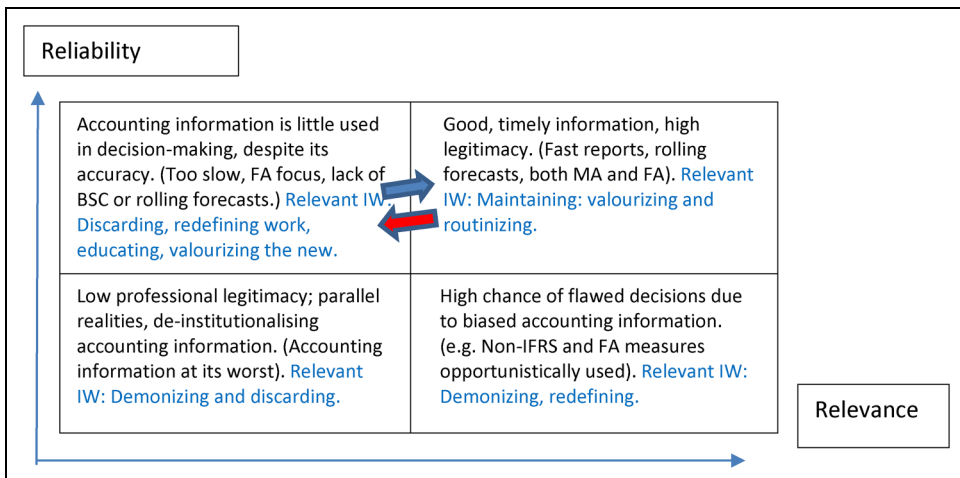 Reliability
Accounting information is little used
in decision-making, despite its
accuracy. (Too slow, FA focus, lack of
BSC or rolling forecasts.) Relevant IW:
Discarding, redefining work,
educating, valourizing the new.
Good, timely information, high
legitimacy. (Fast reports, rolling
forecasts, both MA and FA). Relevant
IW: Maintaining: valourizing and
routinizing.
Low professional legitimacy; parallel
realities, de-institutionalising
accounting information. (Accounting
information at its worst). Relevant
IW: Demonizing and discarding.
High chance of flawed decisions due
to biased accounting information.
(e.g. Non-IFRS and FA measures
opportunistically used). Relevant IW:
Demonizing, redefining.
Relevance